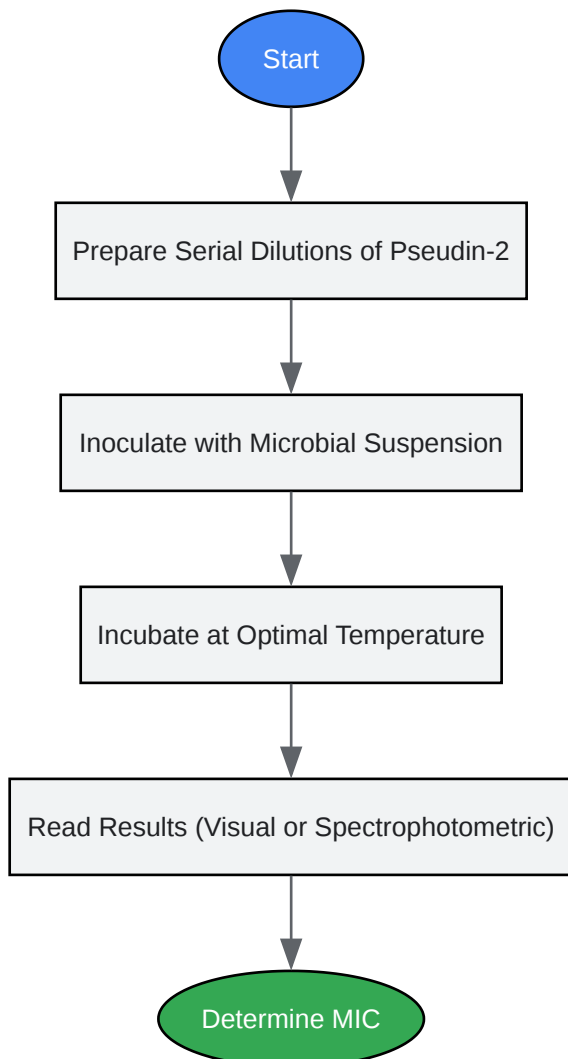 Start
Prepare Serial Dilutions of Pseudin-2
Inoculate with Microbial Suspension
Incubate at Optimal Temperature
Read Results (Visual or Spectrophotometric)
Determine MIC